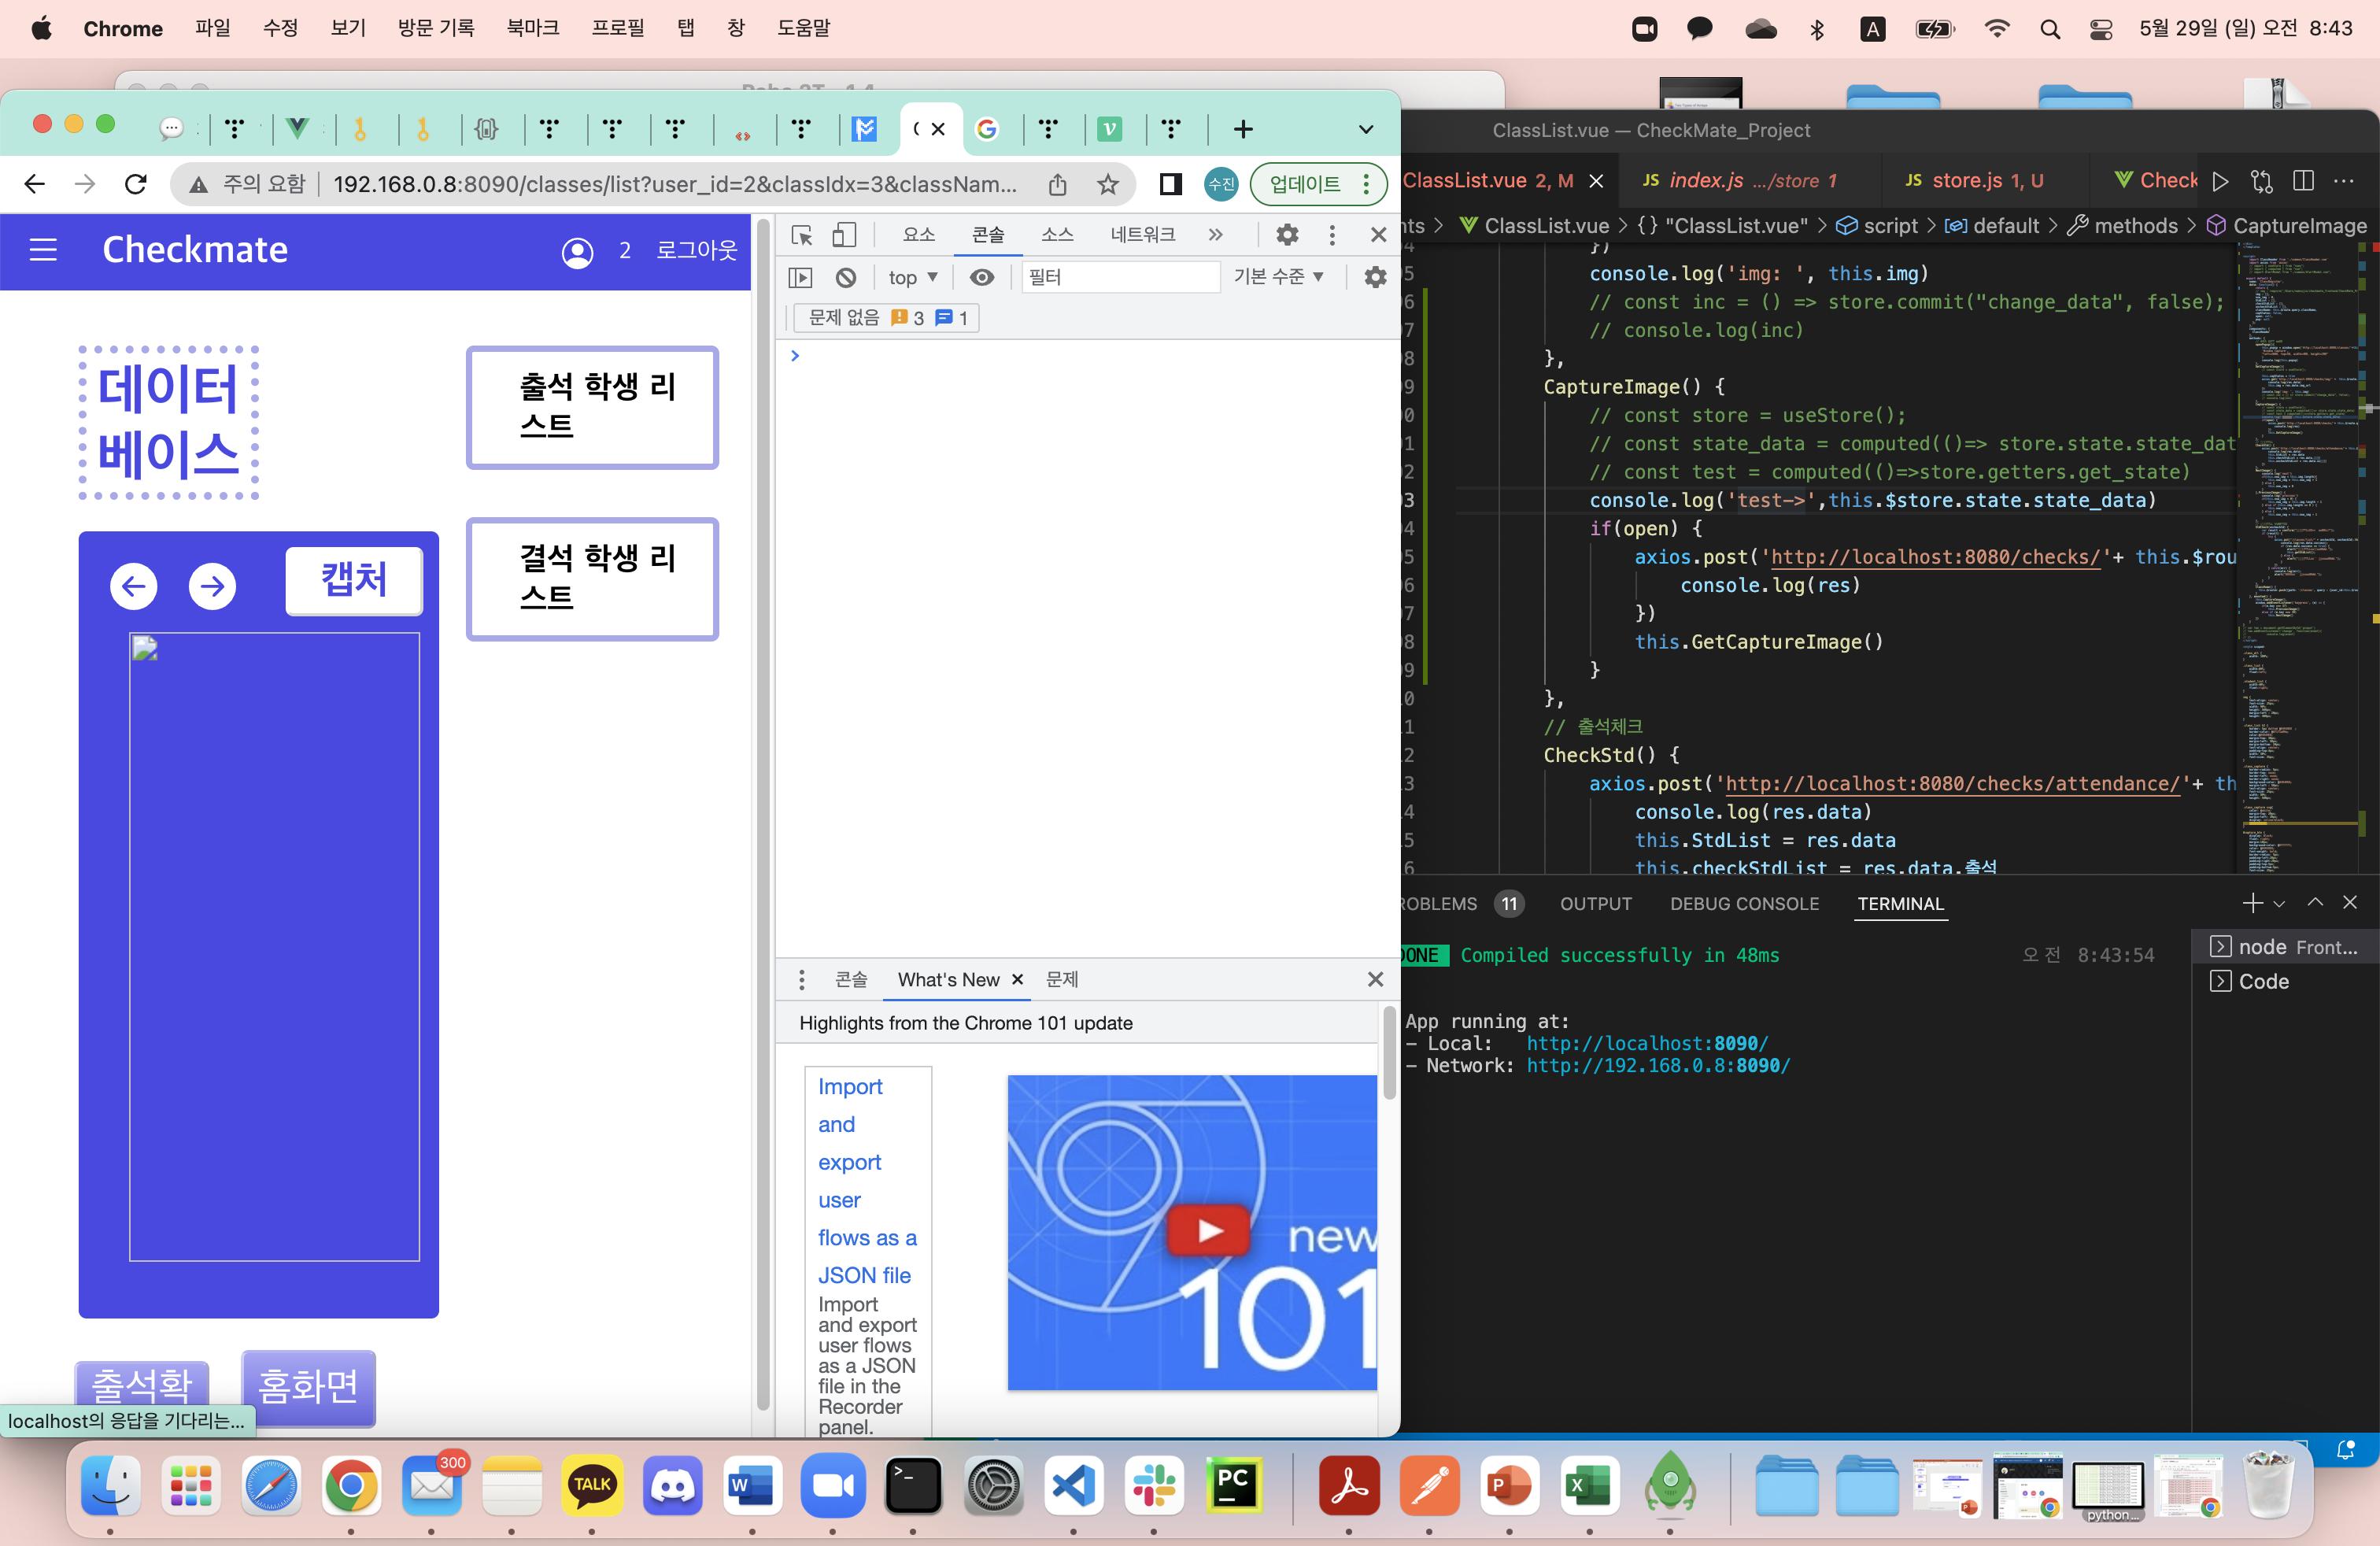 Chrome 파일 수정 보기 방문 기록 북마크 프로필 탭 창 도움말
A 5월 29일 (일) 오전 8:43
주의 요함 192.168.0.8:8090/classes/list?user_id=2&classIdx=3&classNam...
수진 업데이트
Checkmate 2 로그아웃
데이터
베이스
출석 학생 리
스트
결석 학생 리
스트
캡처
출석확
홈화면
localhost의 응답을 기다리는...
요소 콘솔 소스 네트워크
top 필터 기본 수준
문제 없음 3 1
콘솔 What's New 문제
Highlights from the Chrome 101 update
Import
and
export
user
flows as a
JSON file
Import
and export
user flows
as a JSON
file in the
Recorder
panel.
new
101
ClassList.vue — CheckMate_Project
ClassList.vue 2, M JS index.js .../store 1 JS store.js 1, U Check
nts > ClassList.vue > {} "ClassList.vue" > script > default > methods > CaptureImage
})
console.log('img: ', this.img)
// const inc = () => store.commit("change_data", false);
// console.log(inc)
},
CaptureImage() {
// const store = useStore();
// const state_data = computed(()=> store.state.state_dat
// const test = computed(()=>store.getters.get_state)
console.log('test->',this.$store.state.state_data)
if(open) {
axios.post('http://localhost:8080/checks/'+ this.$rou
console.log(res)
})
this.GetCaptureImage()
}
},
// 출석체크
CheckStd() {
axios.post('http://localhost:8080/checks/attendance/'+ th
console.log(res.data)
this.StdList = res.data
this.checkStdList = res.data.출석
ROBLEMS 11 OUTPUT DEBUG CONSOLE TERMINAL
DONE Compiled successfully in 48ms 오전 8:43:54
App running at:
- Local: http://localhost:8090/
- Network: http://192.168.0.8:8090/
node Front...
Code
300
TALK
W
PC
P
X
python...